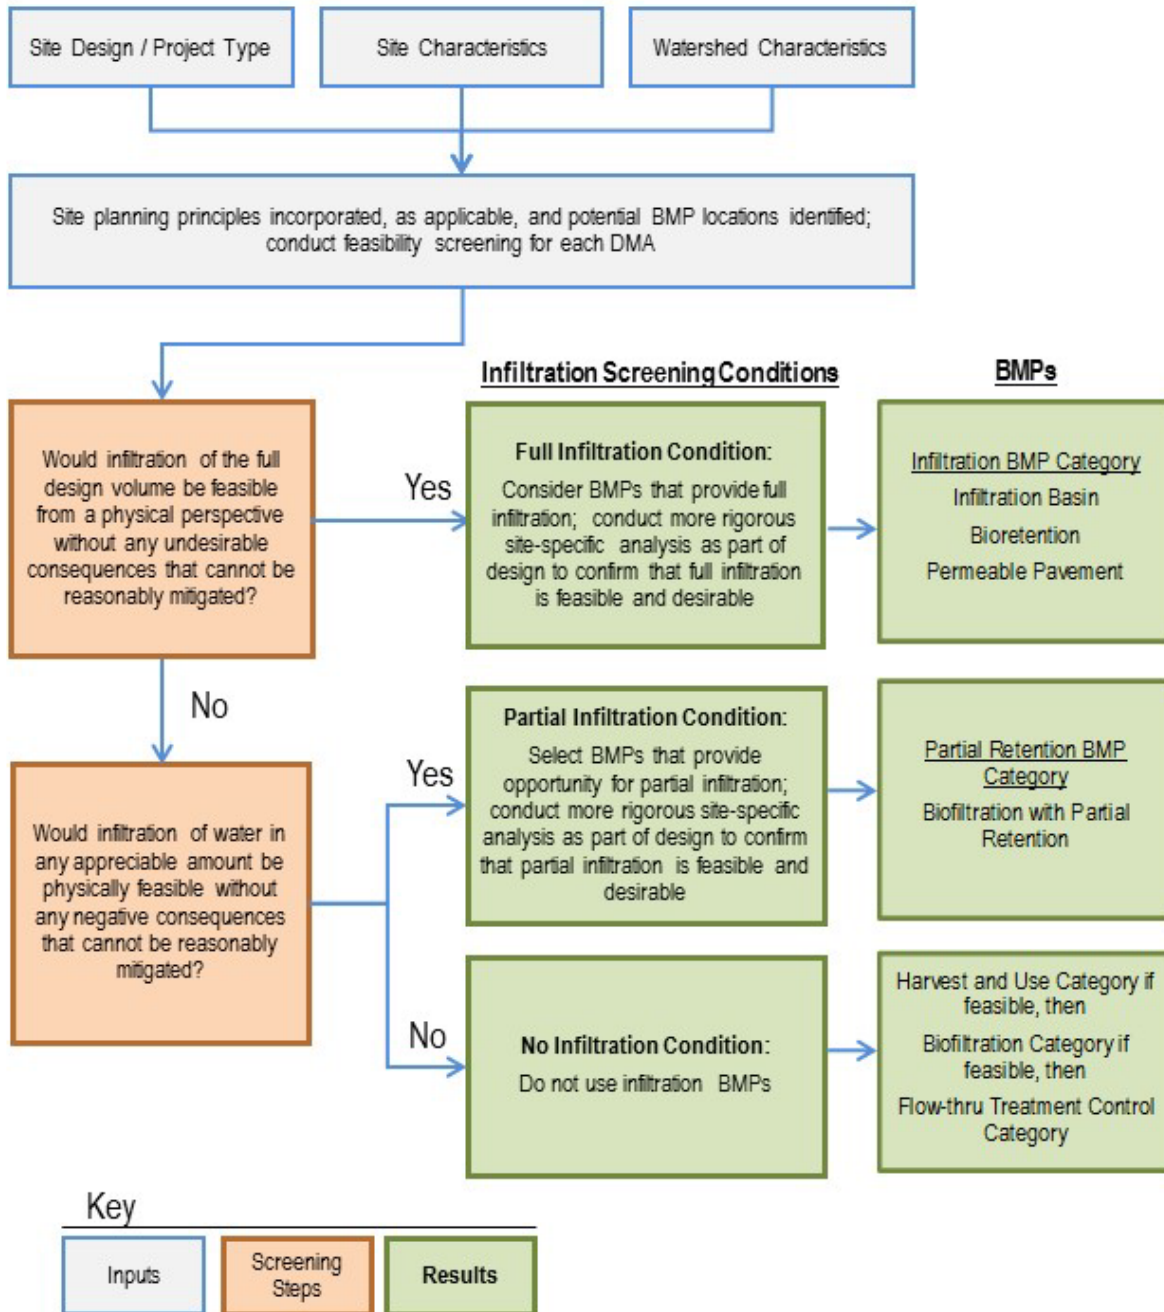 Site Design / Project Type
Site Characteristics
Watershed Characteristics
Site planning principles incorporated, as applicable, and potential BMP locations identified;
conduct feasibility screening for each DMA
Infiltration Screening Conditions
BMPs
Would infiltration of the full
design volume be feasible
from a physical perspective
without any undesirable
consequences that cannot be
reasonably mitigated?
Yes
Full Infiltration Condition:
Consider BMPs that provide full
infiltration; conduct more rigorous
site-specific analysis as part of
design to confirm that full infiltration
is feasible and desirable
Infiltration BMP Category
Infiltration Basin
Bioretention
Permeable Pavement
No
Would infiltration of water in
any appreciable amount be
physically feasible without
any negative consequences
that cannot be reasonably
mitigated?
Yes
Partial Infiltration Condition:
Select BMPs that provide
opportunity for partial infiltration;
conduct more rigorous site-specific
analysis as part of design to confirm
that partial infiltration is feasible and
desirable
Partial Retention BMP
Category
Biofiltration with Partial
Retention
No
No Infiltration Condition:
Do not use infiltration BMPs
Harvest and Use Category if
feasible, then
Biofiltration Category if
feasible, then
Flow-thru Treatment Control
Category
Key
Inputs
Screening
Steps
Results